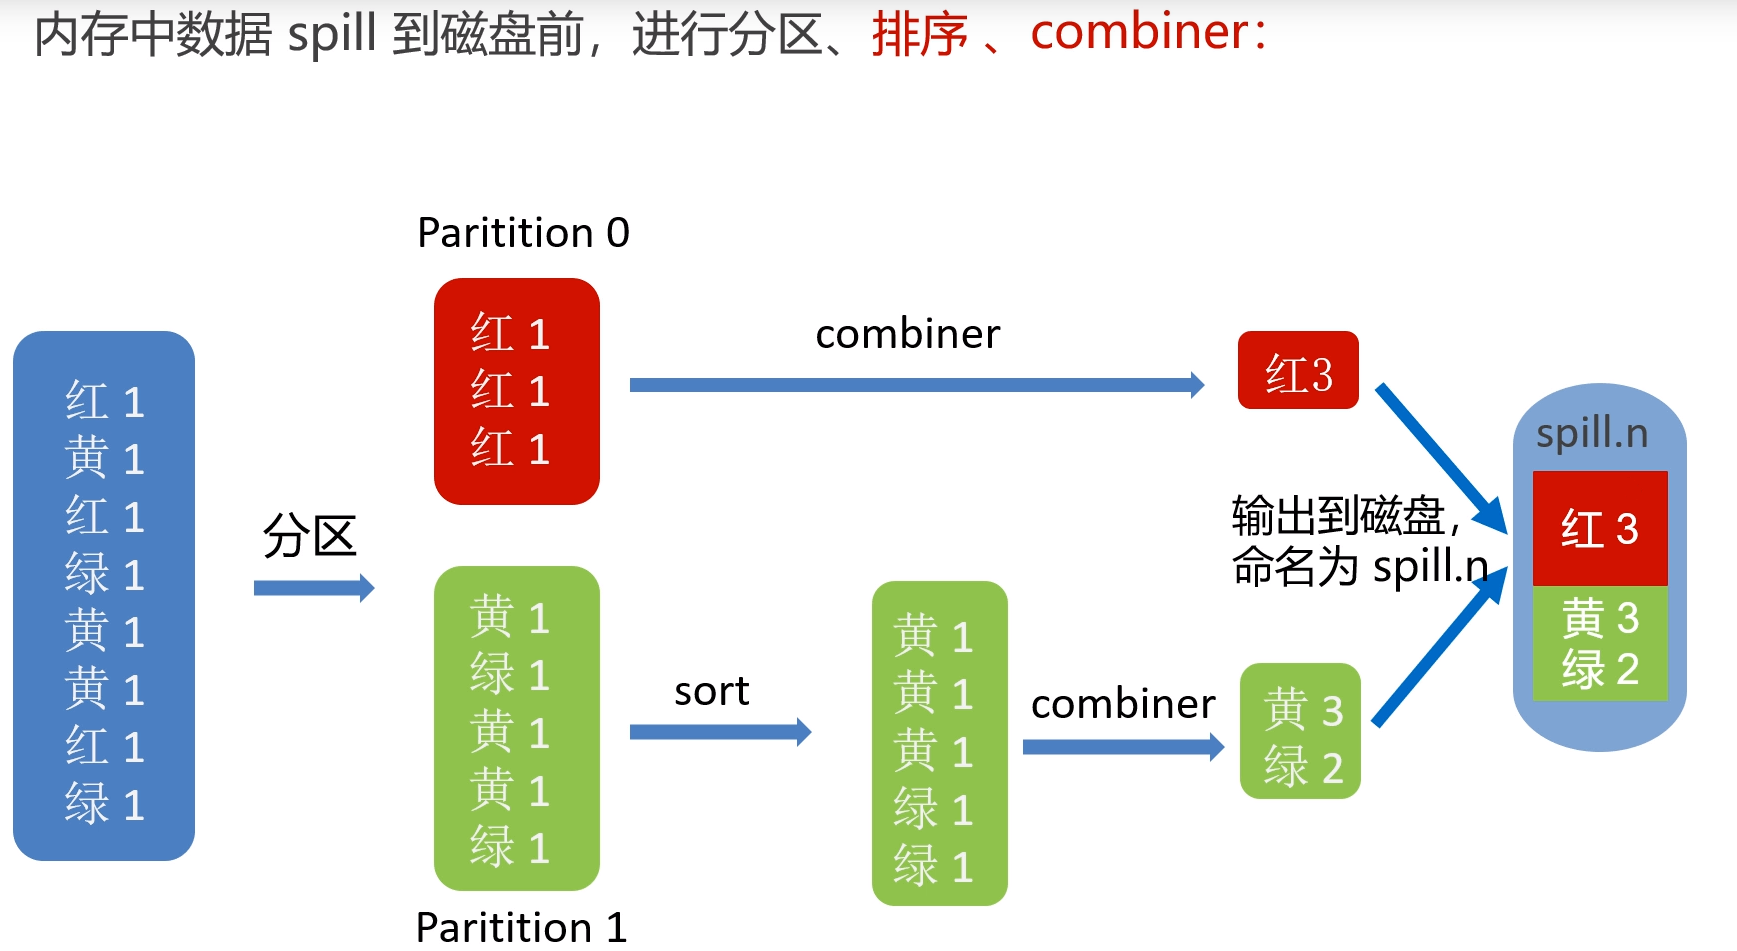 内存中数据 spill 到磁盘前，进行分区、排序 、combiner：
Paritition 0
红 1
红 1
红 1
combiner
红3
红 1
黄 1
红 1
绿 1
黄 1
黄 1
红 1
绿 1
分区
黄 1
绿 1
黄 1
黄 1
绿 1
Paritition 1
sort
黄 1
黄 1
黄 1
绿 1
绿 1
combiner
黄 3
绿 2
输出到磁盘，
命名为 spill.n
spill.n
红 3
黄 3
绿 2